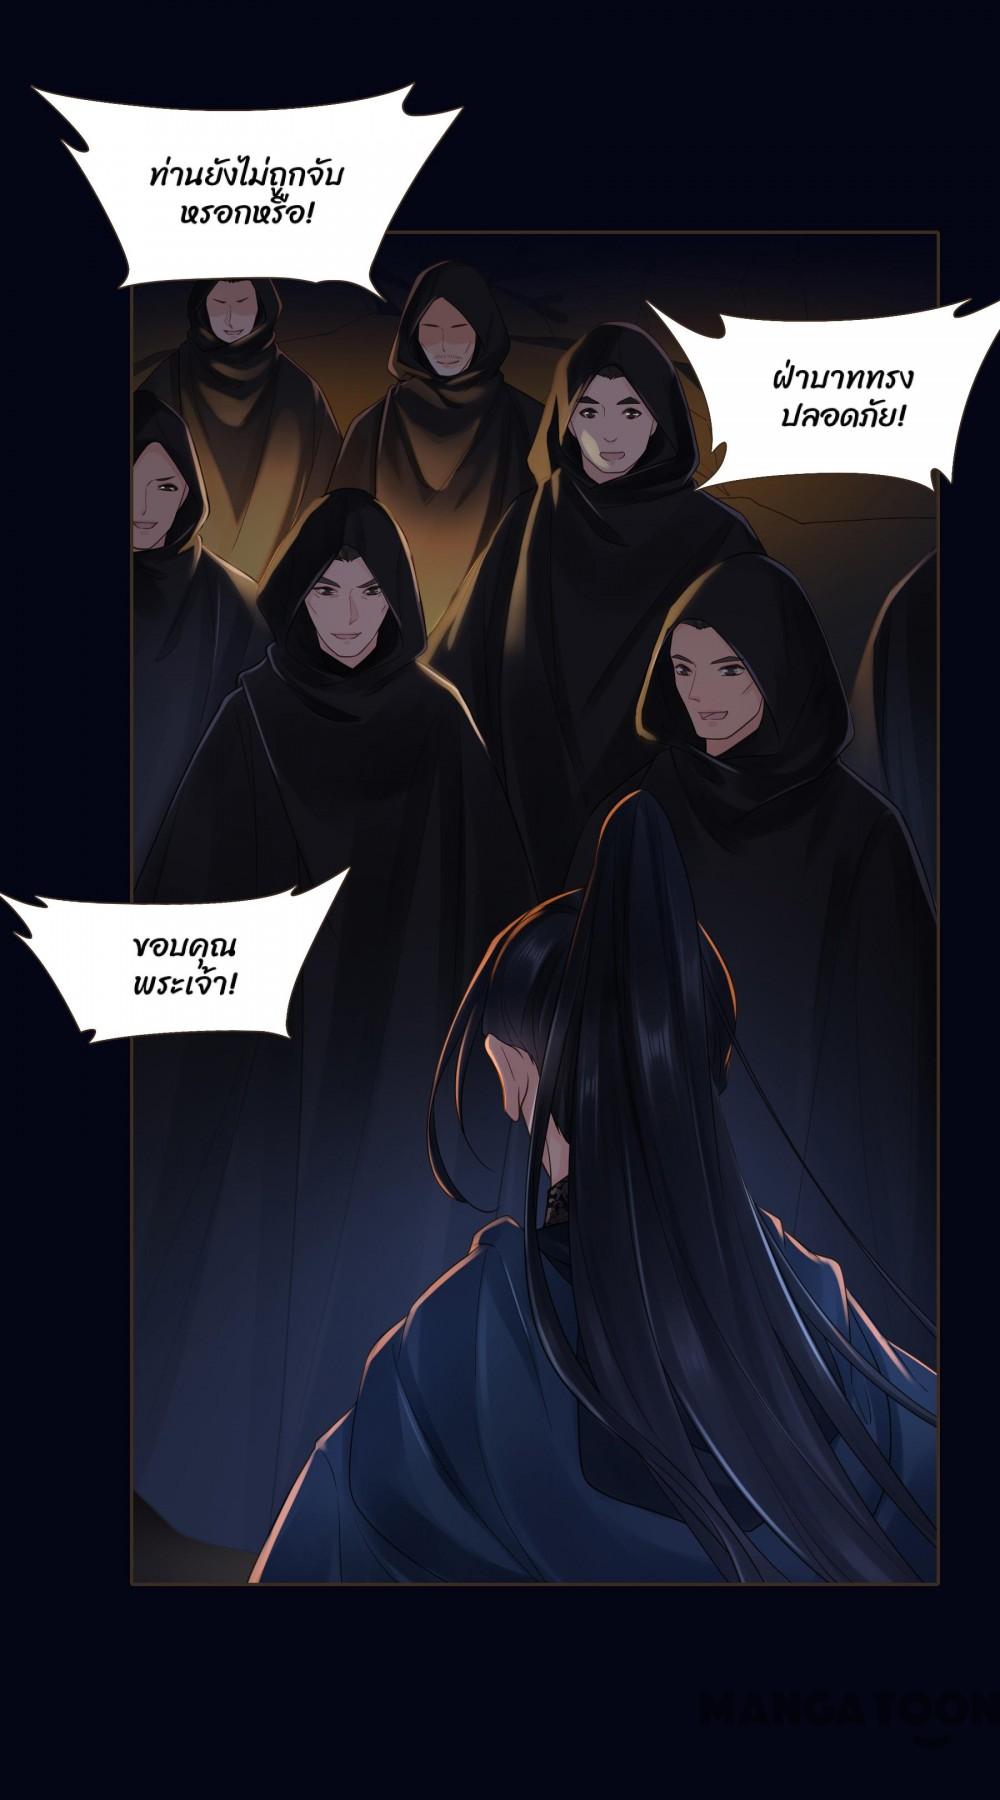 ท่านยังไม่ถูกจับ
หรอกหรือ!
ฝ่าบาททรง
ปลอดภัย!
ขอบคุณ
พระเจ้า!
MANGATOON